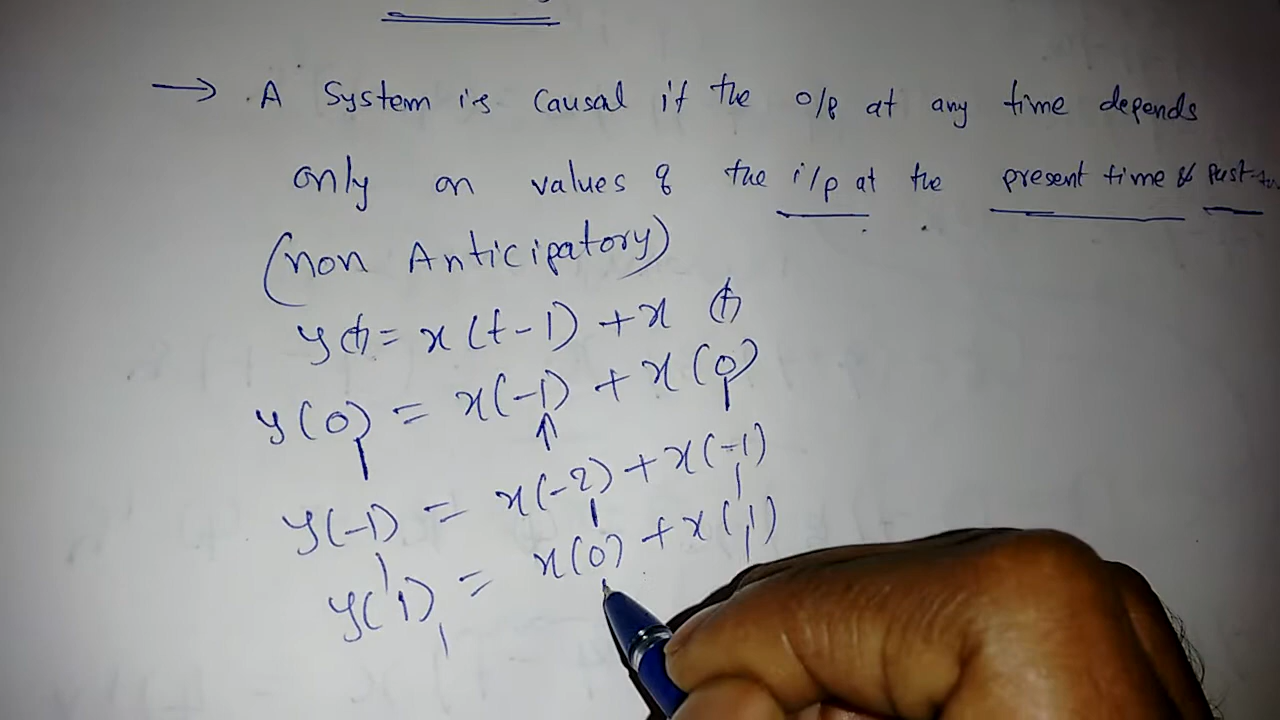 → A System is Causal if the o/p at any time depends
only on values of the i/p at the present time & past
(non Anticipatory)
y(t) = x(t-1) + x(t)
y(0) = x(-1) + x(0)
y(-1) = x(-2) + x(-1)
y(1) = x(0) + x(1)